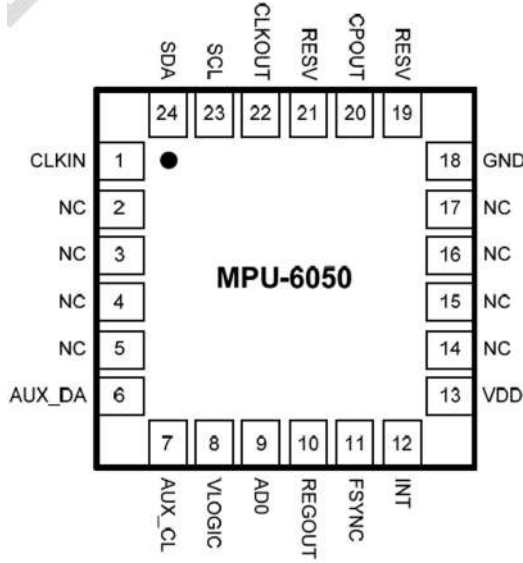 SDA SCL CLKOUT RESV CPOUT RESV
24 23 22 21 20 19
CLKIN 1 18 GND
NC 2 17 NC
NC 3 16 NC
MPU-6050
NC 4 15 NC
NC 5 14 NC
AUX_DA 6 13 VDD
7 8 9 10 11 12
AUX_CL VLOGIC AD0 REGOUT FSYNC INT